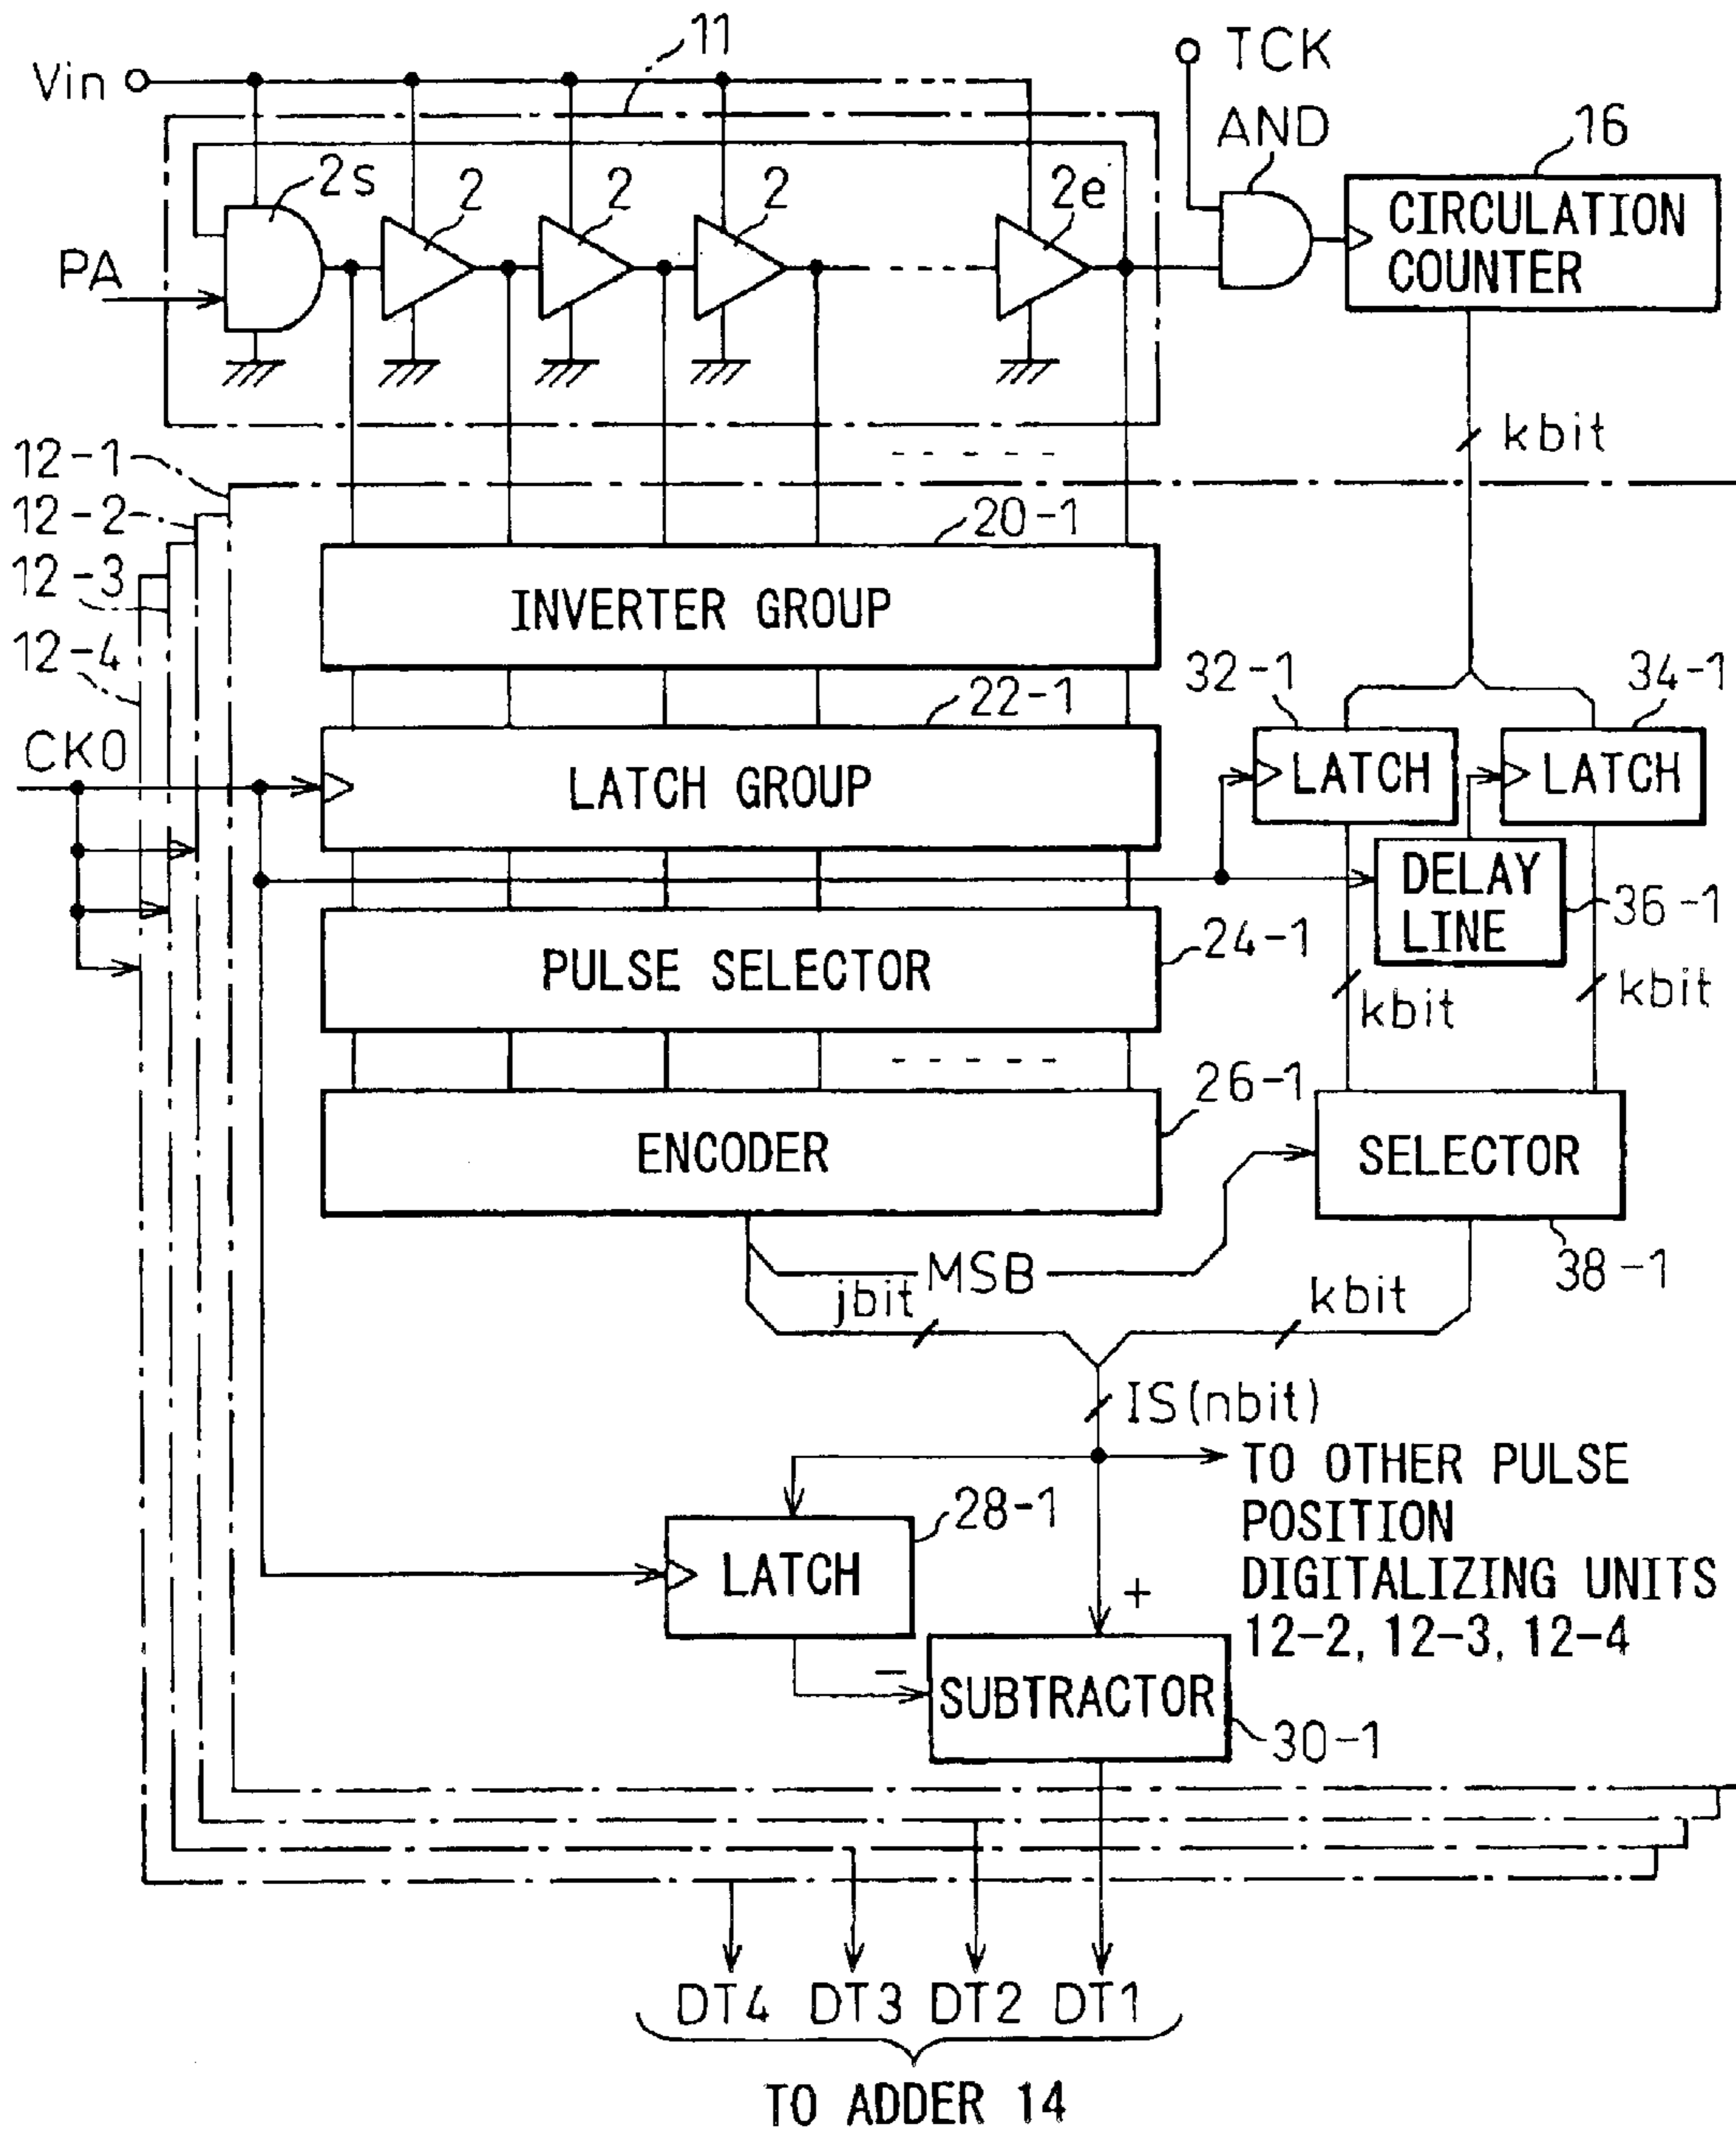 11
TCK
Vin
AND
16
2s
2
2
2
2e
CIRCULATION
COUNTER
PA
kbit
12-1
12-2
20-1
12-3
INVERTER GROUP
12-4
32-1
34-1
22-1
CK0
LATCH GROUP
LATCH
LATCH
DELAY
LINE
36-1
24-1
PULSE SELECTOR
kbit
kbit
26-1
ENCODER
SELECTOR
MSB
38-1
jbit
kbit
IS(nbit)
TO OTHER PULSE
POSITION
DIGITALIZING UNITS
12-2, 12-3, 12-4
28-1
LATCH
+
−
SUBTRACTOR
30-1
DT4 DT3 DT2 DT1
TO ADDER 14